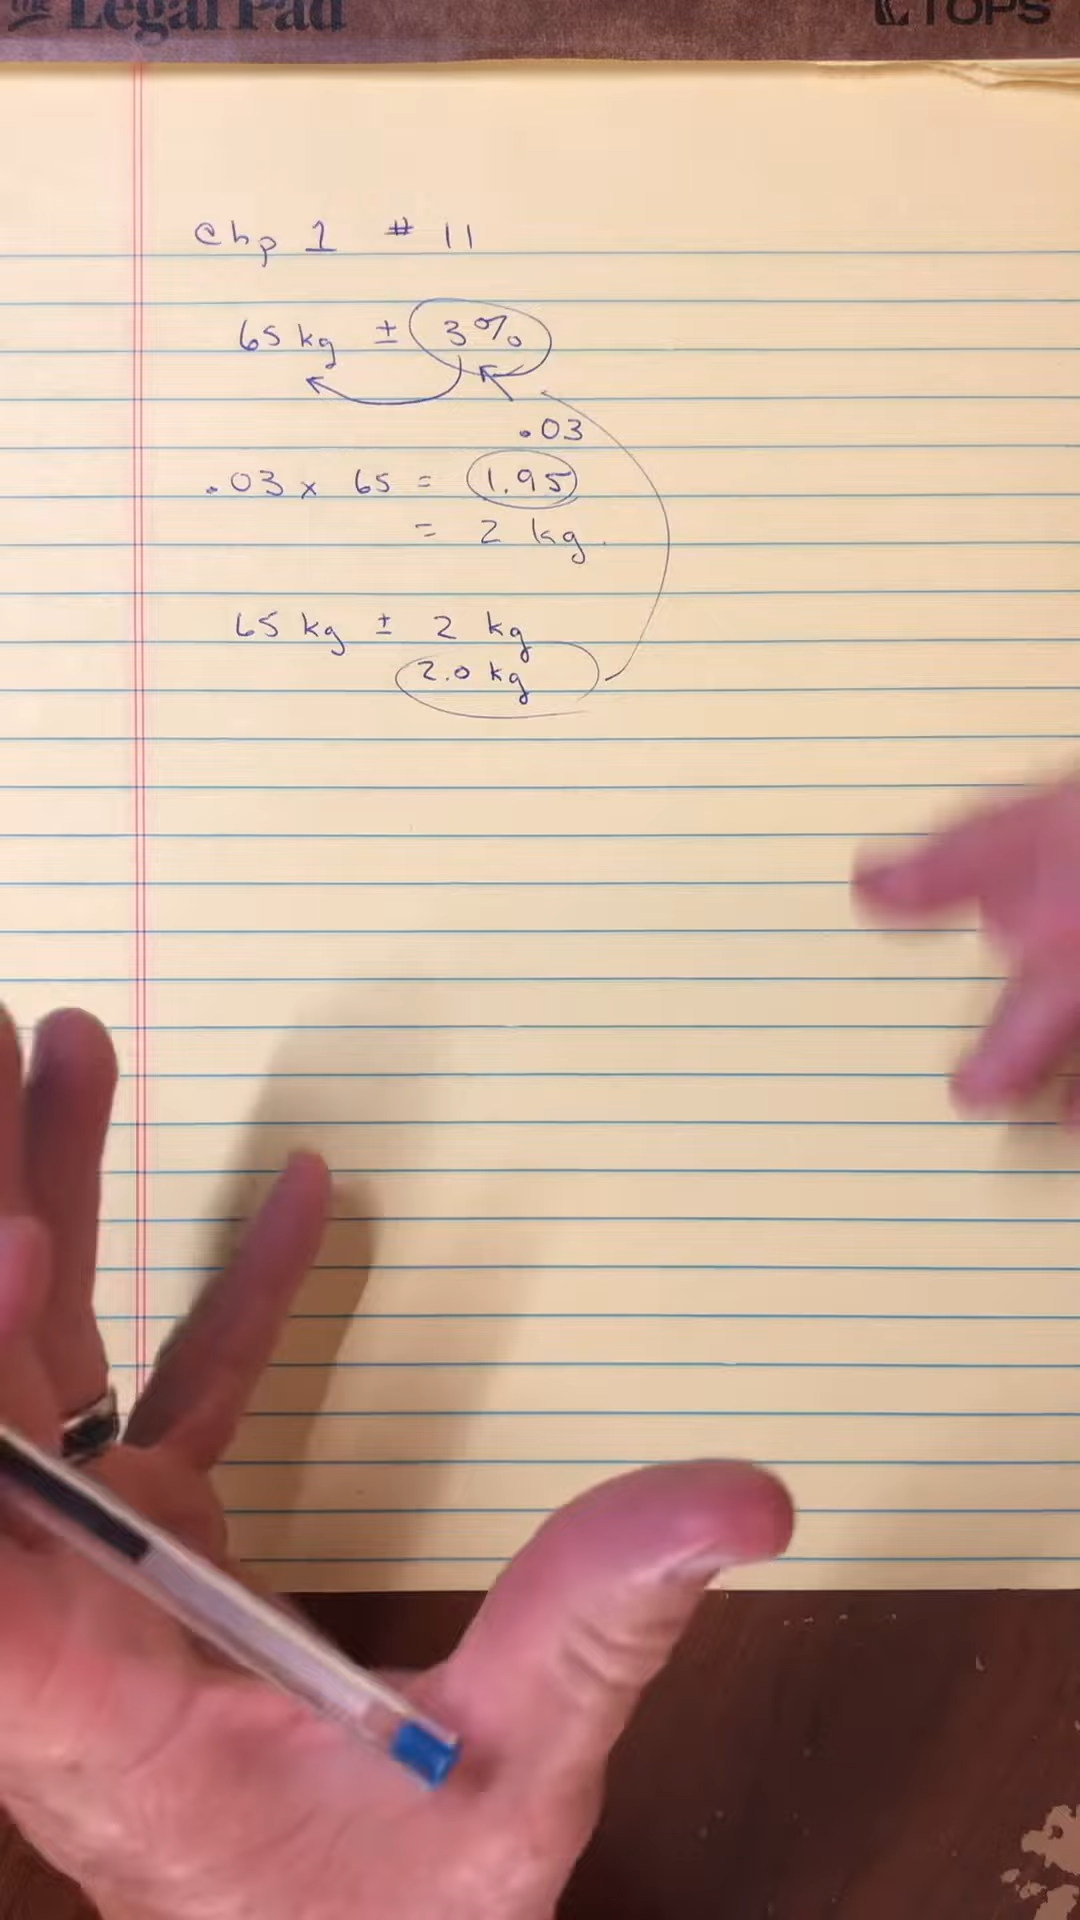 THE Legal Pad TOPS
Chp 1 # 11
65 kg ± 3%
.03
.03 x 65 = 1.95
= 2 kg.
65 kg ± 2 kg
2.0 kg